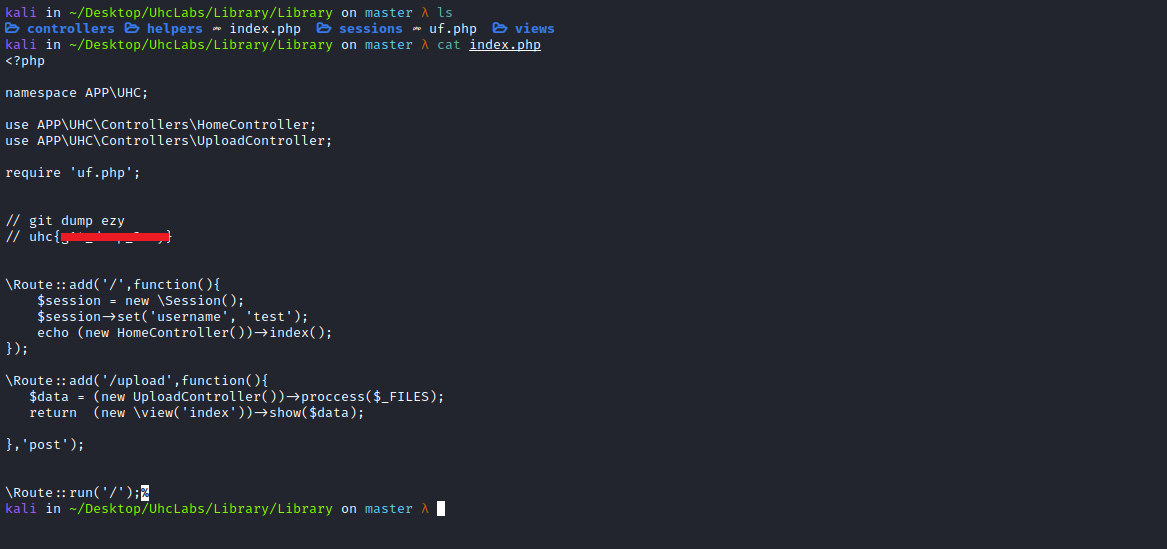 kali in ~/Desktop/UhcLabs/Library/Library on master λ ls
controllers helpers index.php sessions uf.php views
kali in ~/Desktop/UhcLabs/Library/Library on master λ cat index.php
<?php
namespace APP\UHC;
use APP\UHC\Controllers\HomeController;
use APP\UHC\Controllers\UploadController;
require 'uf.php';
// git dump ezy
// uhc{}
\Route::add('/',function(){
$session = new \Session();
$session->set('username', 'test');
echo (new HomeController())->index();
});
\Route::add('/upload',function(){
$data = (new UploadController())->proccess($_FILES);
return  (new \view('index'))->show($data);
},'post');
\Route::run('/');%
kali in ~/Desktop/UhcLabs/Library/Library on master λ